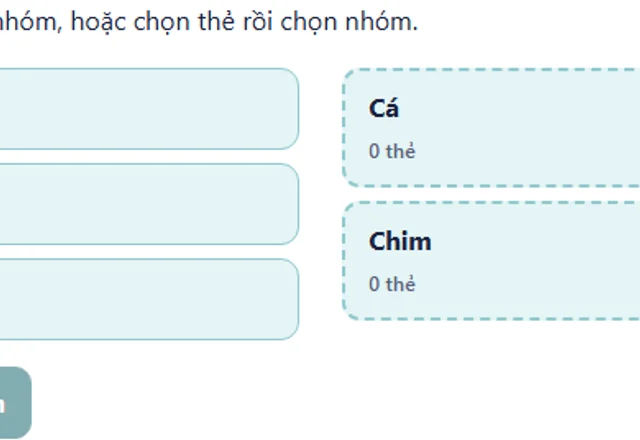 nhóm, hoặc chọn thẻ rồi chọn nhóm.
Cá
0 thẻ
Chim
0 thẻ